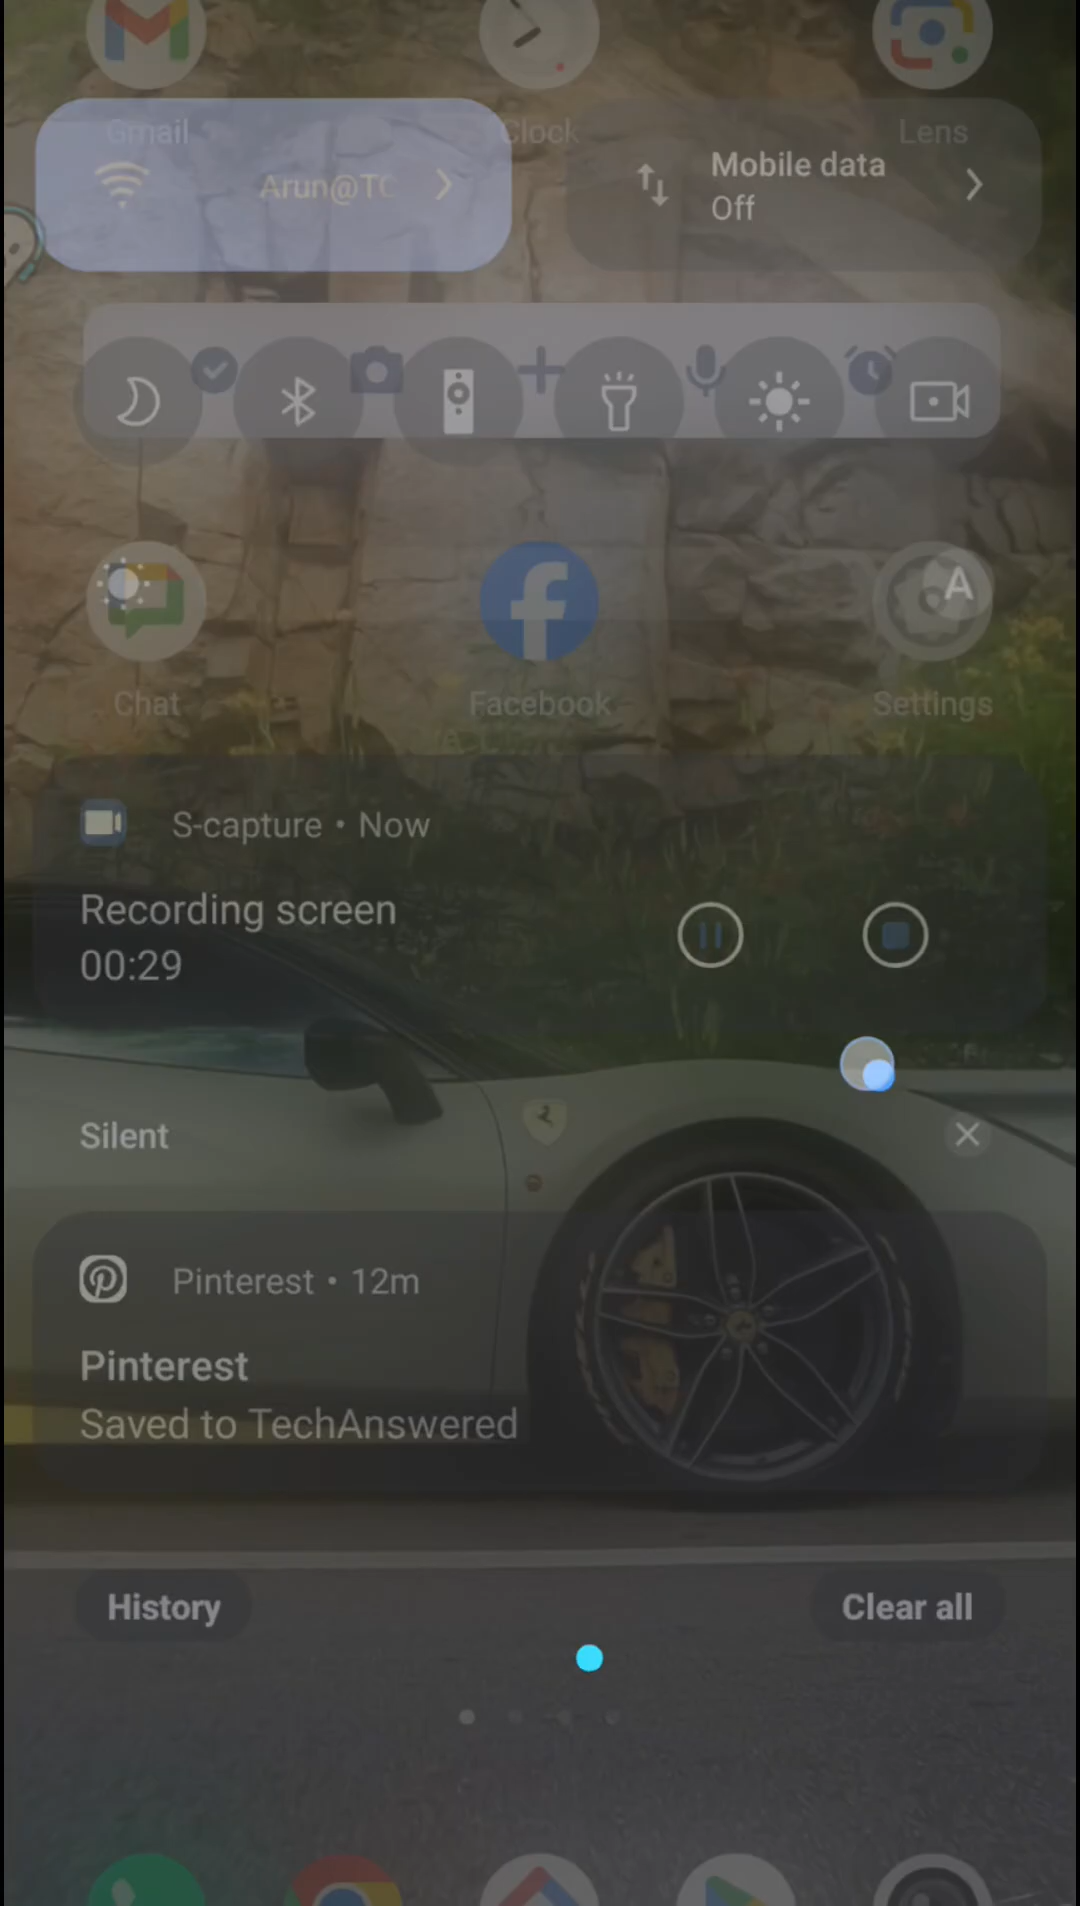 Gmail
Clock
Lens
Arun@TC
Mobile data
Off
A
Chat
Facebook
Settings
S-capture • Now
Recording screen
00:29
Silent
Pinterest • 12m
Pinterest
Saved to TechAnswered
History
Clear all